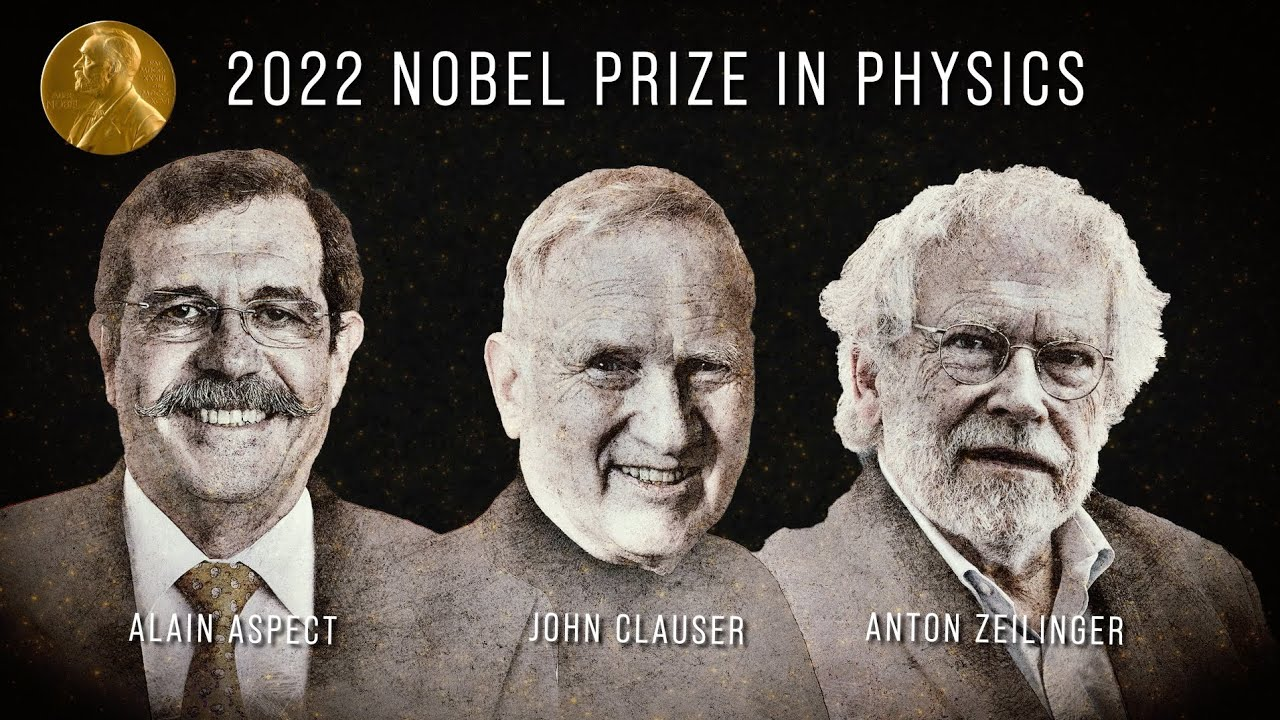 2022 NOBEL PRIZE IN PHYSICS
ALAIN ASPECT
JOHN CLAUSER
ANTON ZEILINGER